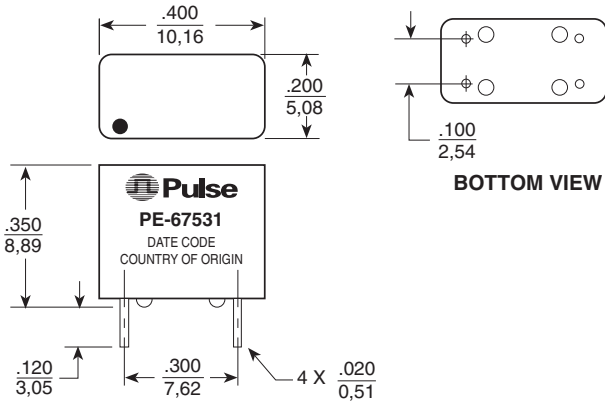 .400
10,16
.200
5,08
.100
2,54
BOTTOM VIEW
Pulse
PE-67531
DATE CODE
COUNTRY OF ORIGIN
.350
8,89
.120
3,05
.300
7,62
4 X .020
0,51